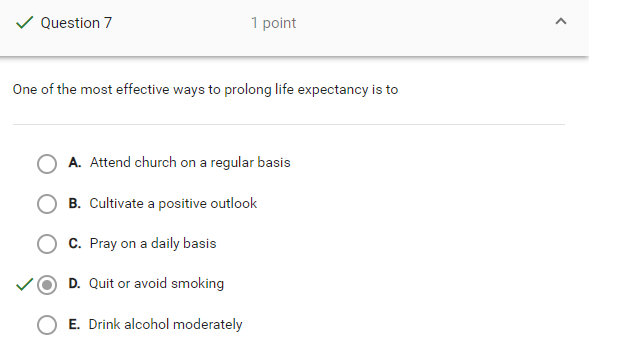 Question 7 1 point
One of the most effective ways to prolong life expectancy is to
A. Attend church on a regular basis
B. Cultivate a positive outlook
C. Pray on a daily basis
D. Quit or avoid smoking
E. Drink alcohol moderately